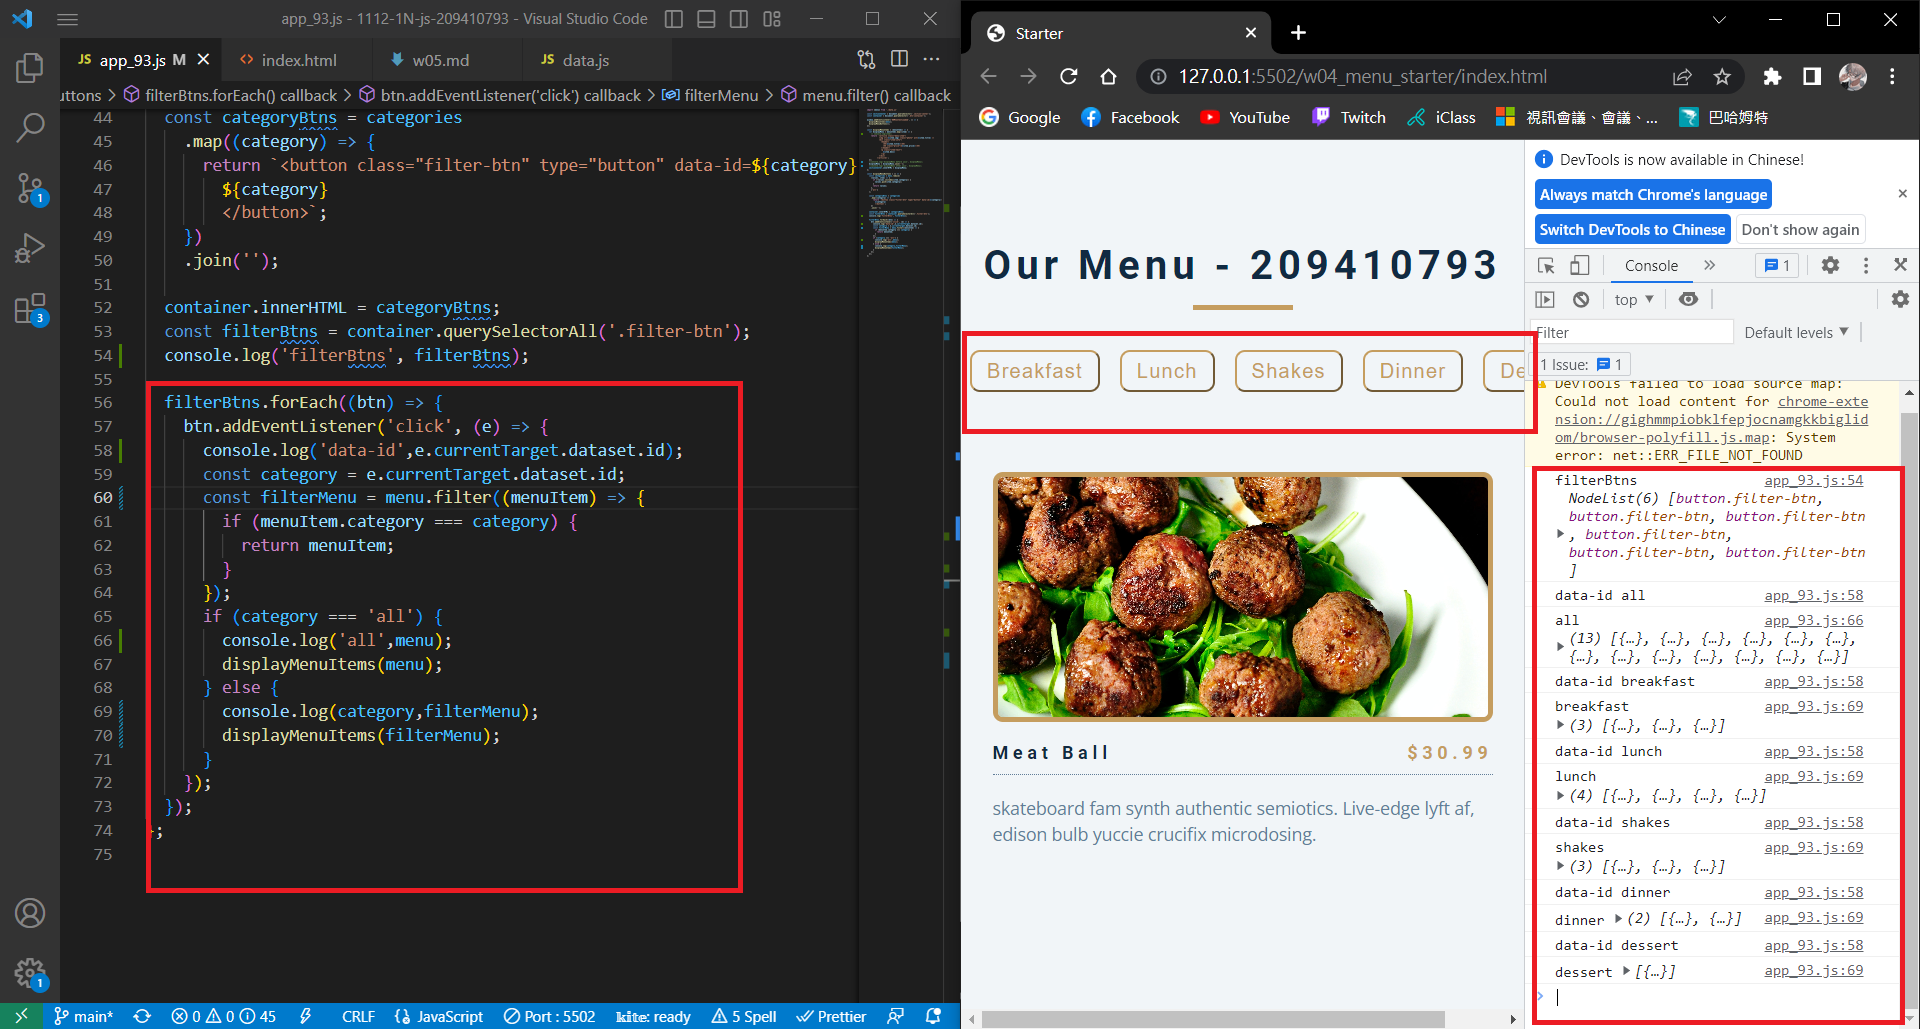 app_93.js - 1112-1N-js-209410793 - Visual Studio Code
JS app_93.js M
index.html
w05.md
JS data.js
uttons > filterBtns.forEach() callback > btn.addEventListener('click') callback > filterMenu > menu.filter() callback
44 const categoryBtns = categories
45 .map((category) => {
46 return `<button class="filter-btn" type="button" data-id=${category}
47 ${category}
48 </button>`;
49 })
50 .join('');
51
52 container.innerHTML = categoryBtns;
53 const filterBtns = container.querySelectorAll('.filter-btn');
54 console.log('filterBtns', filterBtns);
55
56 filterBtns.forEach((btn) => {
57 btn.addEventListener('click', (e) => {
58 console.log('data-id',e.currentTarget.dataset.id);
59 const category = e.currentTarget.dataset.id;
60 const filterMenu = menu.filter((menuItem) => {
61 if (menuItem.category === category) {
62 return menuItem;
63 }
64 });
65 if (category === 'all') {
66 console.log('all',menu);
67 displayMenuItems(menu);
68 } else {
69 console.log(category,filterMenu);
70 displayMenuItems(filterMenu);
71 }
72 });
73 });
74 };
75
1
3
1
main* 0 0 45 CRLF JavaScript Port : 5502 kite: ready 5 Spell Prettier
Starter
127.0.0.1:5502/w04_menu_starter/index.html
Google Facebook YouTube Twitch iClass 視訊會議、會議、... 巴哈姆特
Our Menu - 209410793
Breakfast Lunch Shakes Dinner De
Meat Ball $30.99
skateboard fam synth authentic semiotics. Live-edge lyft af,
edison bulb yuccie crucifix microdosing.
DevTools is now available in Chinese!
Always match Chrome's language
Switch DevTools to Chinese Don't show again
Console » 1
top
Filter Default levels
1 Issue: 1
DevTools failed to load source map:
Could not load content for chrome-exte
nsion://gighmmpiobklfepjocnamgkkbiglid
om/browser-polyfill.js.map: System
error: net::ERR_FILE_NOT_FOUND
filterBtns app_93.js:54
NodeList(6) [button.filter-btn,
button.filter-btn, button.filter-btn
, button.filter-btn,
button.filter-btn, button.filter-btn
]
data-id all app_93.js:58
all app_93.js:66
(13) [{…}, {…}, {…}, {…}, {…}, {…},
{…}, {…}, {…}, {…}, {…}, {…}, {…}]
data-id breakfast app_93.js:58
breakfast app_93.js:69
(3) [{…}, {…}, {…}]
data-id lunch app_93.js:58
lunch app_93.js:69
(4) [{…}, {…}, {…}, {…}]
data-id shakes app_93.js:58
shakes app_93.js:69
(3) [{…}, {…}, {…}]
data-id dinner app_93.js:58
dinner (2) [{…}, {…}] app_93.js:69
data-id dessert app_93.js:58
dessert [{…}] app_93.js:69